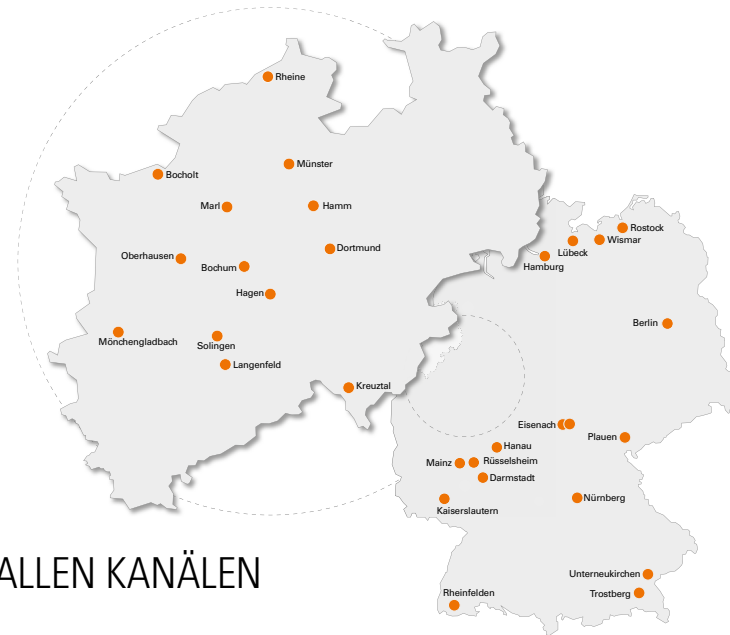 Rheine
Münster
Bocholt
Marl
Hamm
Dortmund
Oberhausen
Bochum
Hagen
Mönchengladbach
Solingen
Langenfeld
Kreuztal
Rostock
Wismar
Lübeck
Hamburg
Berlin
Eisenach
Plauen
Hanau
Mainz
Rüsselsheim
Darmstadt
Kaiserslautern
Nürnberg
Unterneukirchen
Trostberg
Rheinfelden
ALLEN KANÄLEN